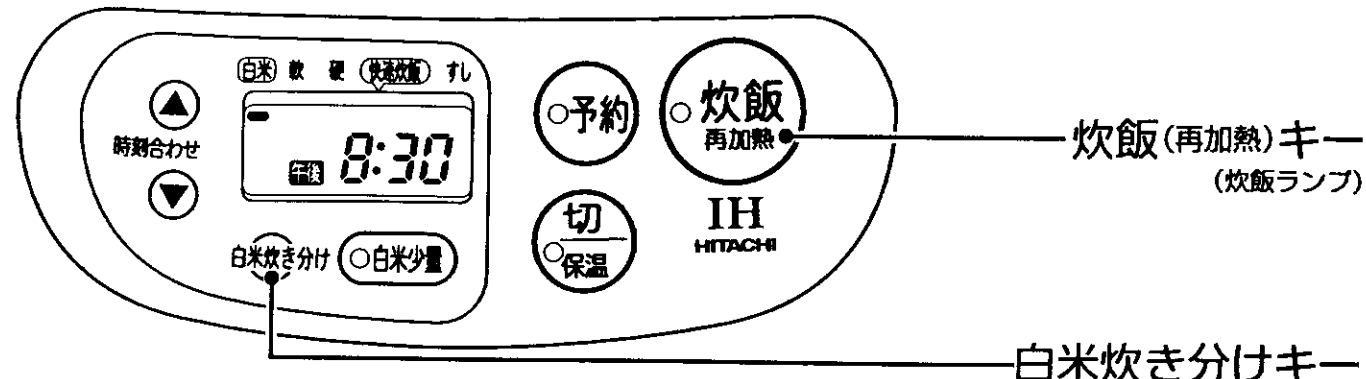 白米 軟 硬 快速炊飯 すし
時刻合わせ
午後 8:30
白米炊き分け
白米少量
予約
炊飯
再加熱
切
保温
IH
HITACHI
炊飯(再加熱)キー
(炊飯ランプ)
白米炊き分けキー